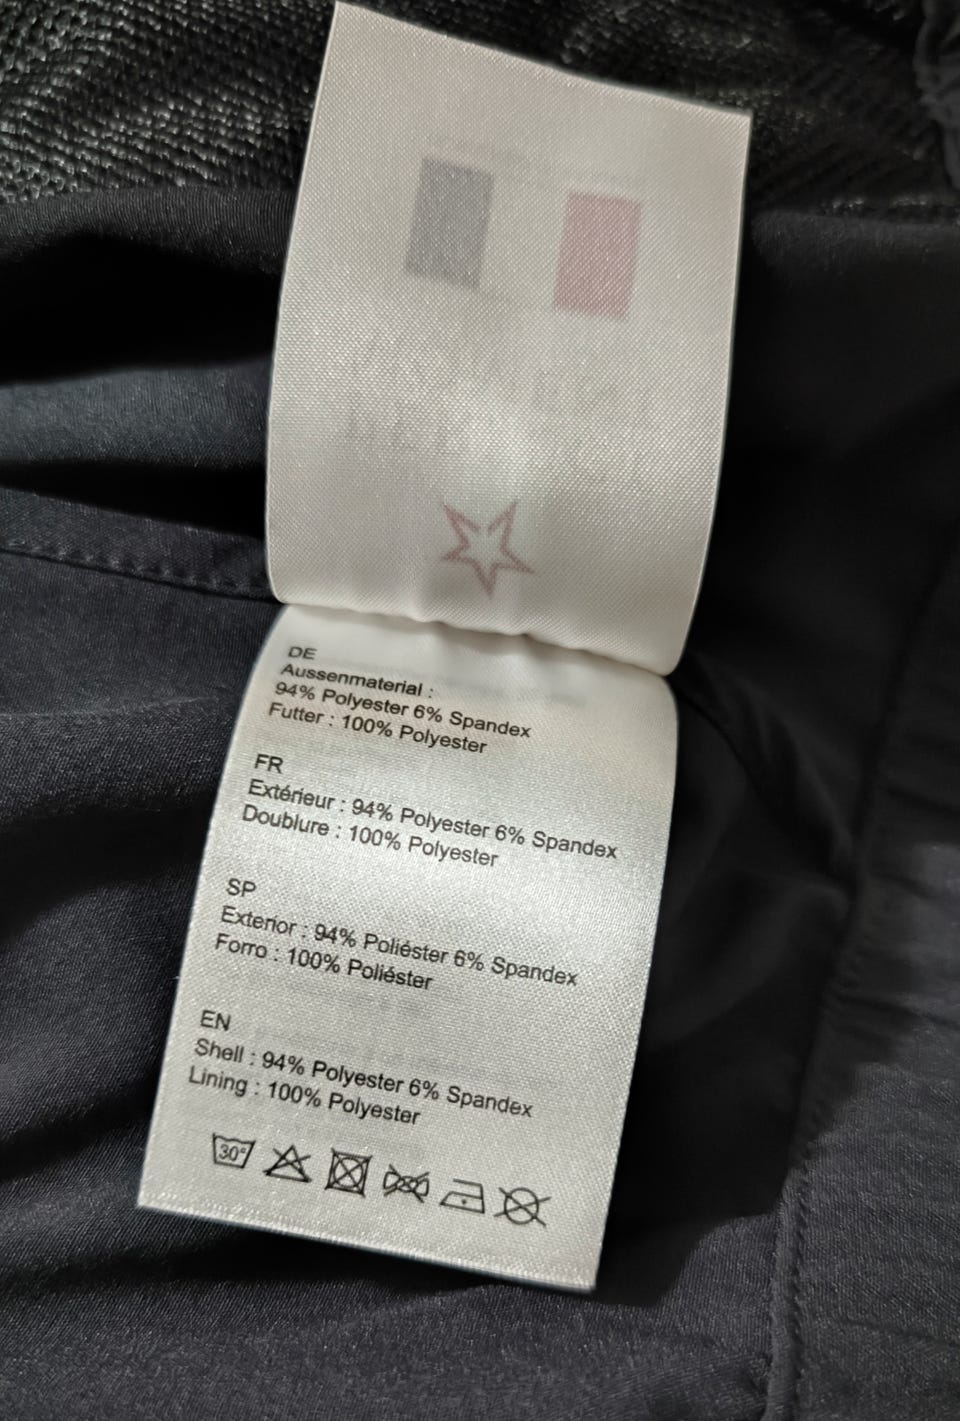 DE
Aussenmaterial :
94% Polyester 6% Spandex
Futter : 100% Polyester
FR
Extérieur : 94% Polyester 6% Spandex
Doublure : 100% Polyester
SP
Exterior : 94% Poliéster 6% Spandex
Forro : 100% Poliéster
EN
Shell : 94% Polyester 6% Spandex
Lining : 100% Polyester
30°